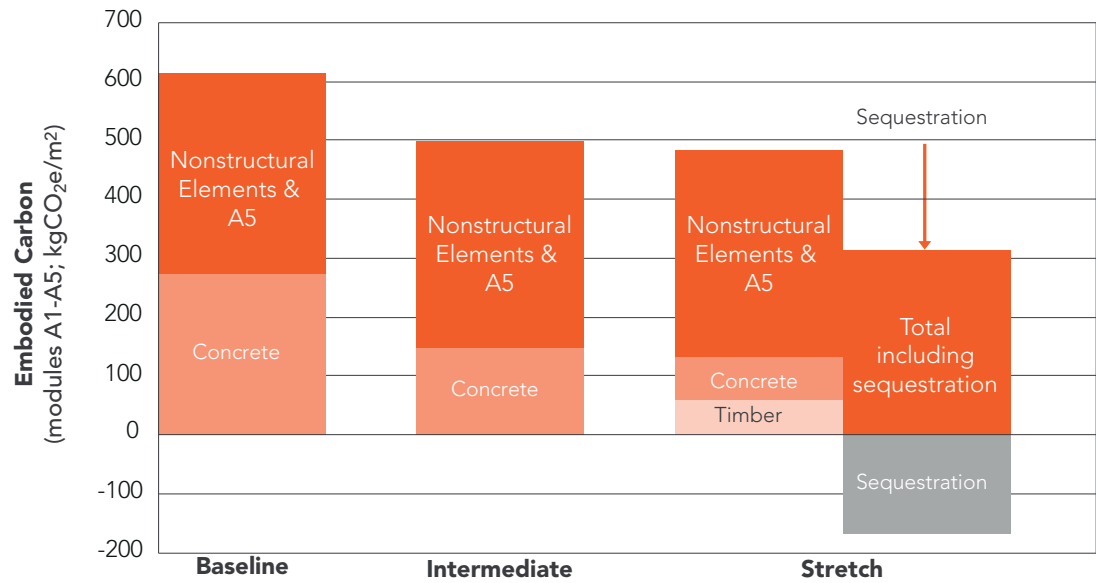 Embodied Carbon
(modules A1-A5; kgCO₂e/m²)
700
600
500
400
300
200
100
0
-100
-200
Nonstructural
Elements &
A5
Concrete
Nonstructural
Elements &
A5
Concrete
Nonstructural
Elements &
A5
Concrete
Timber
Sequestration
Total
including
sequestration
Sequestration
Baseline
Intermediate
Stretch